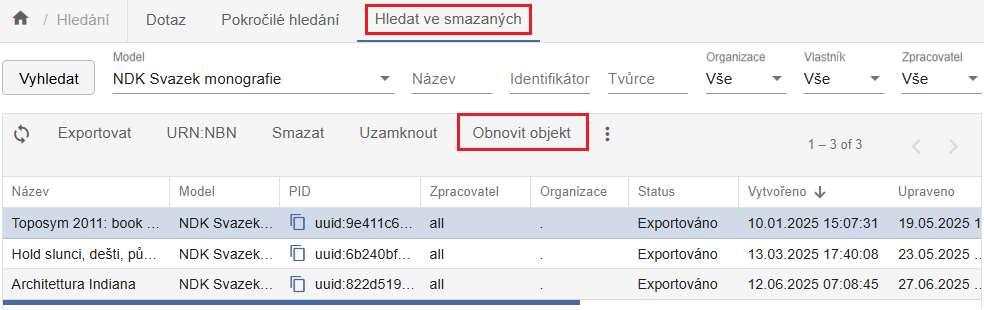 / Hledání Dotaz Pokročilé hledání Hledat ve smazaných
Model Organizace Vlastník Zpracovatel
Vyhledat NDK Svazek monografie Název Identifikátor Tvůrce Vše Vše Vše
Exportovat URN:NBN Smazat Uzamknout Obnovit objekt 1 – 3 of 3
Název Model PID Zpracovatel Organizace Status Vytvořeno Upraveno
Toposym 2011: book … NDK Svazek… uuid:9e411c6… all . Exportováno 10.01.2025 15:07:31 19.05.2025 1
Hold slunci, dešti, pů… NDK Svazek… uuid:6b240bf… all . Exportováno 13.03.2025 17:40:08 23.05.2025 …
Architettura Indiana NDK Svazek… uuid:822d519… all . Exportováno 12.06.2025 07:08:45 27.06.2025 …